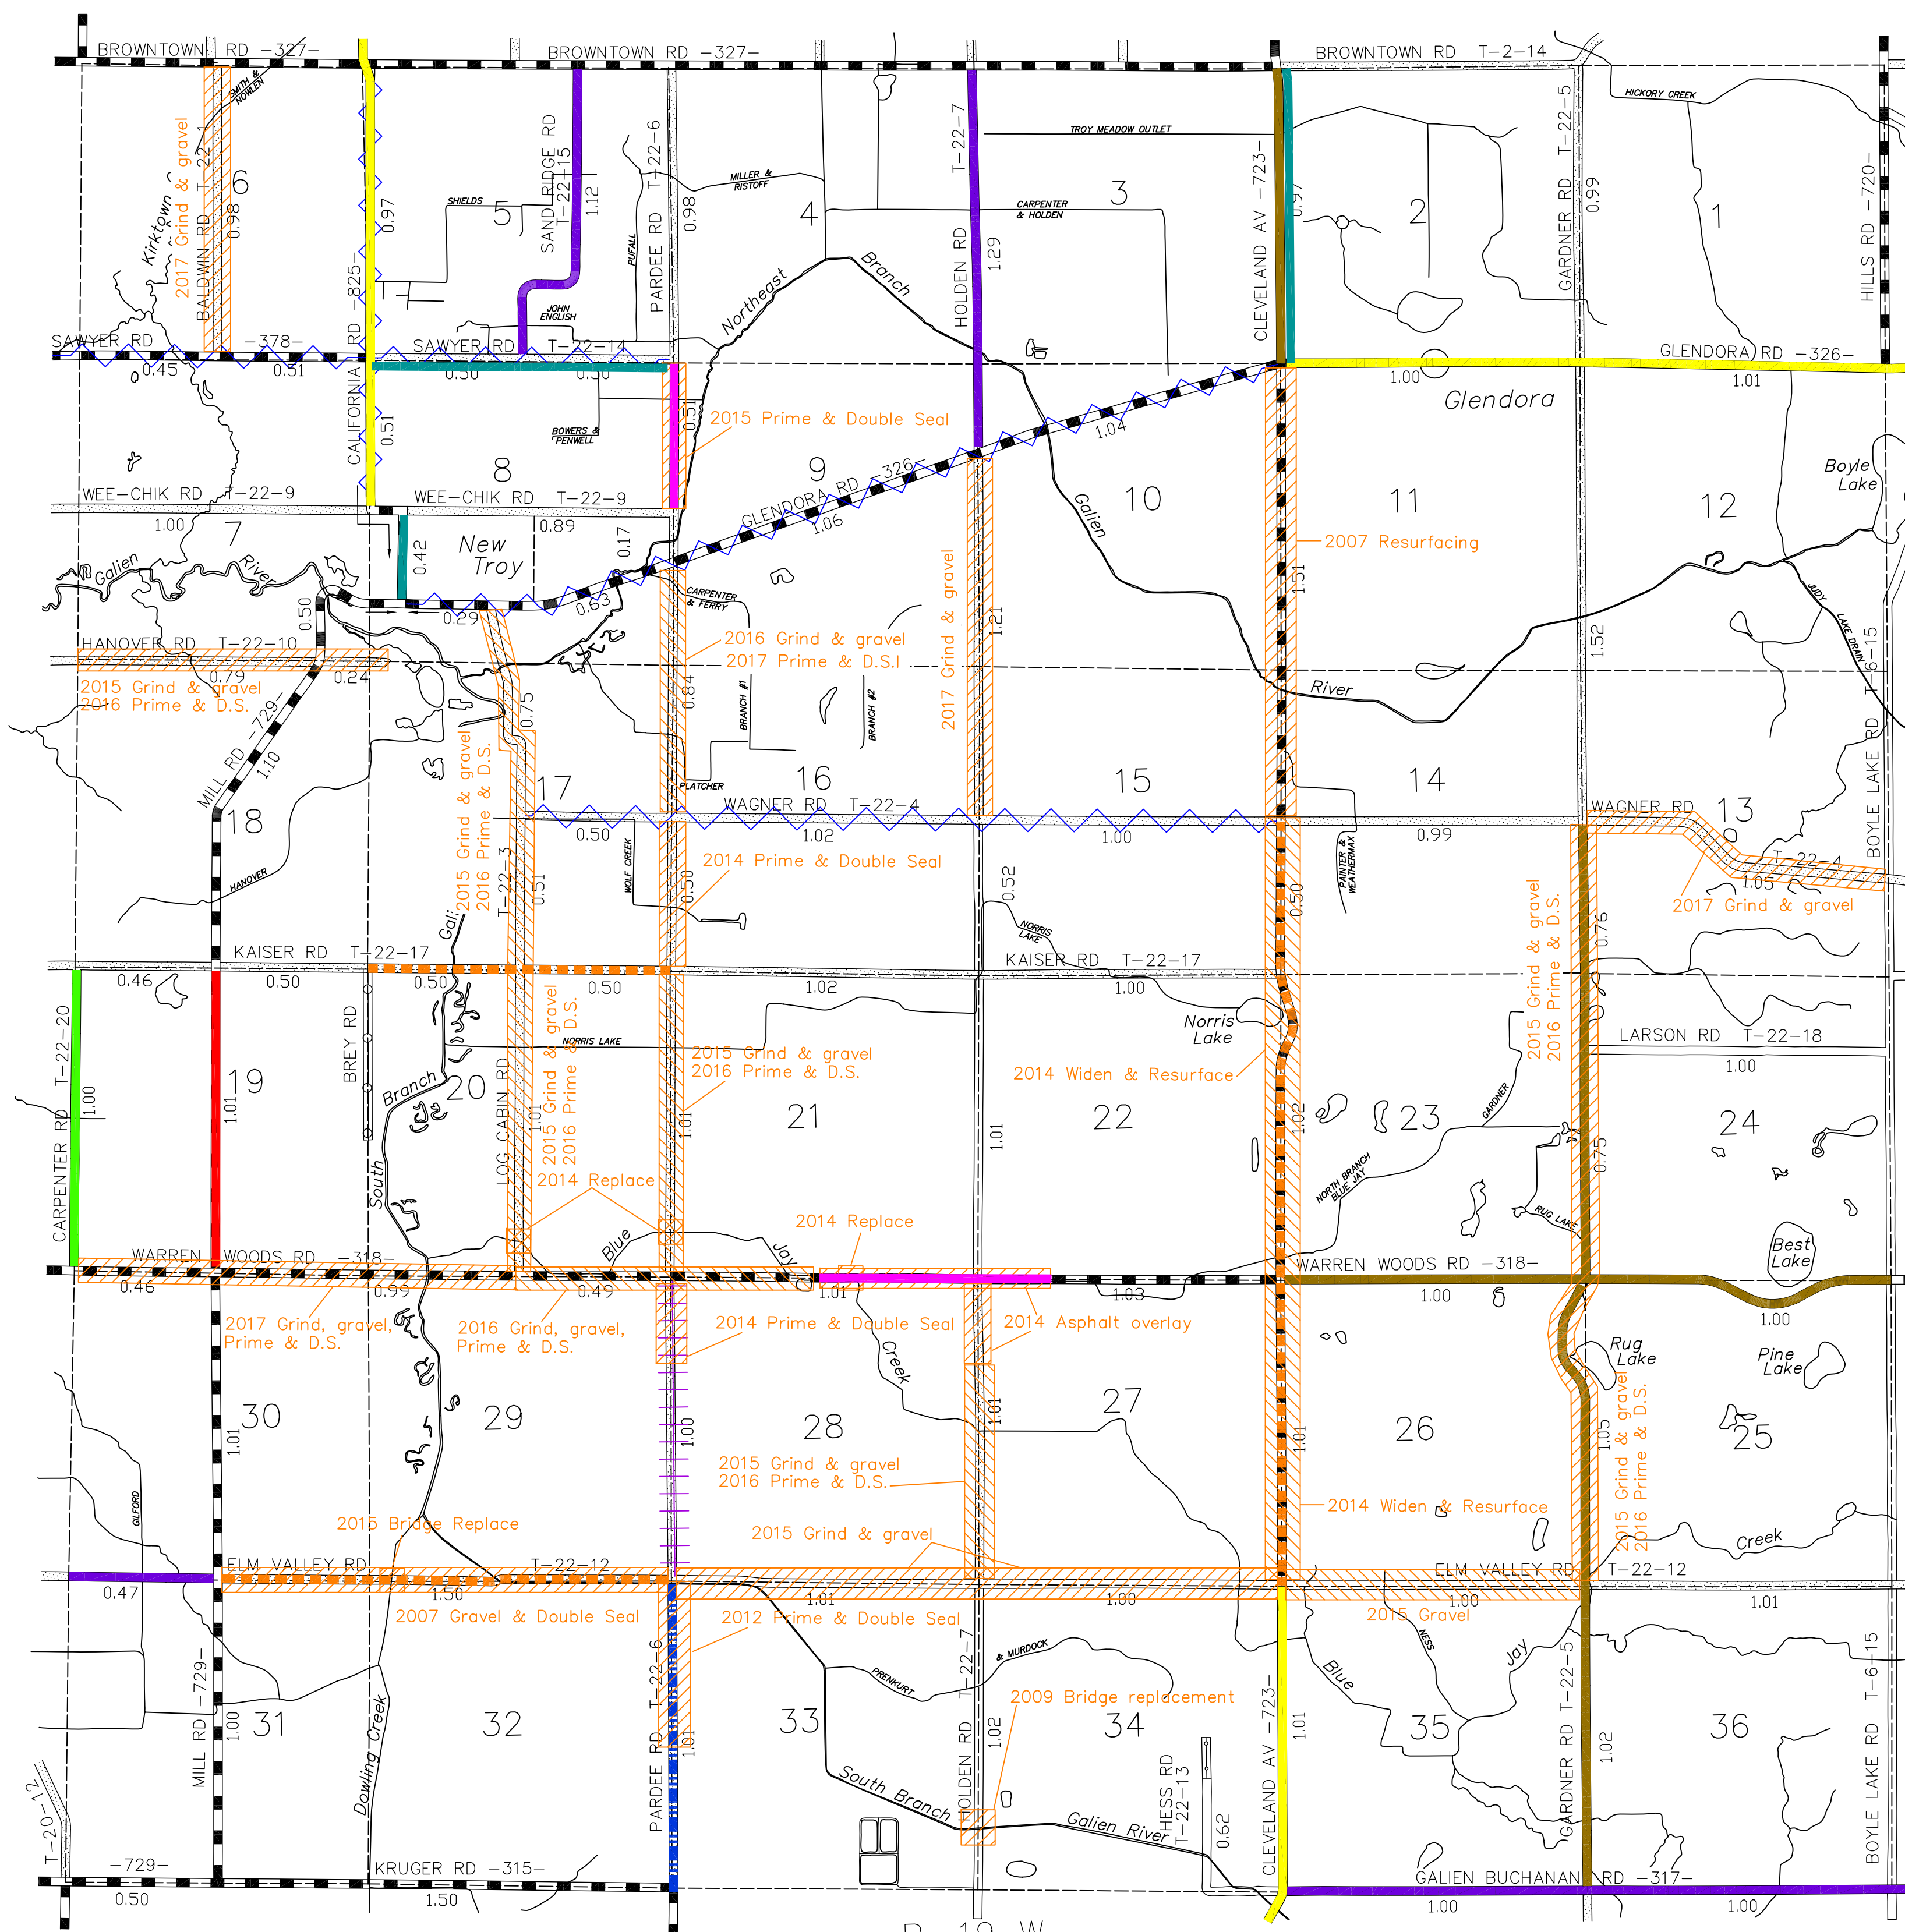 BROWNTOWN RD -327-
BROWNTOWN RD -327-
BROWNTOWN RD T-2-14
SMITH & NOWLEN
2017 Grind & gravel
BALDWIN RD T-22-1
0.98
6
Kirktown
CALIFORNIA RD -825-
0.97
SHIELDS
5
SAND RIDGE RD
T-22-15
1.12
PUFALL
PARDEE RD T-22-6
0.98
JOHN
ENGLISH
MILLER &
RISTOFF
4
Northeast
Branch
T-22-7
HOLDEN RD
1.29
TROY MEADOW OUTLET
CARPENTER
& HOLDEN
3
CLEVELAND AV -723-
0.97
2
GARDNER RD T-22-5
0.99
HICKORY CREEK
1
HILLS RD -720-
SAWYER RD -378-
0.45
0.51
SAWYER RD T-22-14
0.50
0.50
GLENDORA RD -326-
1.00
1.01
Glendora
0.51
BOWERS &
PENWELL
8
0.51
2015 Prime & Double Seal
9
GLENDORA RD -326-
1.06
1.04
10
11
12
Boyle
Lake
WEE-CHIK RD T-22-9
1.00
7
WEE-CHIK RD T-22-9
0.89
New
Troy
0.42
0.17
Galien
River
0.50
0.29
0.63
CARPENTER
& FERRY
Galien
River
2007 Resurfacing
1.51
JUDY
LAKE DRAIN
HANOVER RD T-22-10
0.79
0.24
2015 Grind & gravel
2016 Prime & D.S.
MILL RD -729-
1.10
18
HANOVER
0.75
2015 Grind & gravel
2016 Prime & D.S.
T-22-3
17
0.51
2016 Grind & gravel
2017 Prime & D.S.I
0.84
BRANCH #1
BRANCH #2
PLATCHER
16
2017 Grind & gravel
1.21
15
14
1.52
13
BOYLE LAKE RD T-6-15
WAGNER RD T-22-4
0.50
1.02
1.00
0.99
WAGNER RD
T-22-4
1.05
2017 Grind & gravel
WOLF CREEK
0.50
2014 Prime & Double Seal
0.52
NORRIS
LAKE
0.50
PAINTER &
WEATHERMAX
2015 Grind & gravel
2016 Prime & D.S.
0.76
KAISER RD T-22-17
0.46
0.50
0.50
0.50
1.02
KAISER RD T-22-17
1.00
CARPENTER RD T-22-20
1.00
1.01
19
BREY RD
NORRIS LAKE
Branch
20
South
LOG CABIN RD
1.01
2015 Grind & gravel
2016 Prime & D.S.
2014 Replace
1.01
2015 Grind & gravel
2016 Prime & D.S.
21
1.01
22
Norris
Lake
2014 Widen & Resurface
1.02
23
GARDNER
NORTH BRANCH
BLUE JAY
RUG LAKE
0.75
LARSON RD T-22-18
1.00
24
Best
Lake
Blue
Jay
2014 Replace
WARREN WOODS RD -318-
0.46
0.99
0.49
1.01
1.03
WARREN WOODS RD -318-
1.00
1.00
2017 Grind, gravel,
Prime & D.S.
2016 Grind, gravel,
Prime & D.S.
2014 Prime & Double Seal
2014 Asphalt overlay
Creek
Rug
Lake
Pine
Lake
30
1.01
29
1.00
28
1.01
27
1.01
26
1.05
25
2015 Grind & gravel
2016 Prime & D.S.
2015 Grind & gravel
2016 Prime & D.S.
2014 Widen & Resurface
GILFORD
2015 Bridge Replace
2015 Grind & gravel
Creek
ELM VALLEY RD T-22-12
0.47
1.50
1.01
1.00
ELM VALLEY RD T-22-12
1.00
1.01
2007 Gravel & Double Seal
2012 Prime & Double Seal
2015 Gravel
MILL RD -729-
1.00
31
Dowling Creek
32
PARDEE RD T-22-6
1.01
33
PRENKURT
& MURDOCK
HOLDEN RD T-22-7
1.02
2009 Bridge replacement
34
HESS RD
T-22-13
0.62
CLEVELAND AV -723-
1.01
Blue
NESS
Jay
35
GARDNER RD T-22-5
1.02
36
BOYLE LAKE RD T-6-15
South Branch
Galien River
T-20-12
-729-
0.50
KRUGER RD -315-
1.50
GALIEN BUCHANAN RD -317-
1.00
1.00